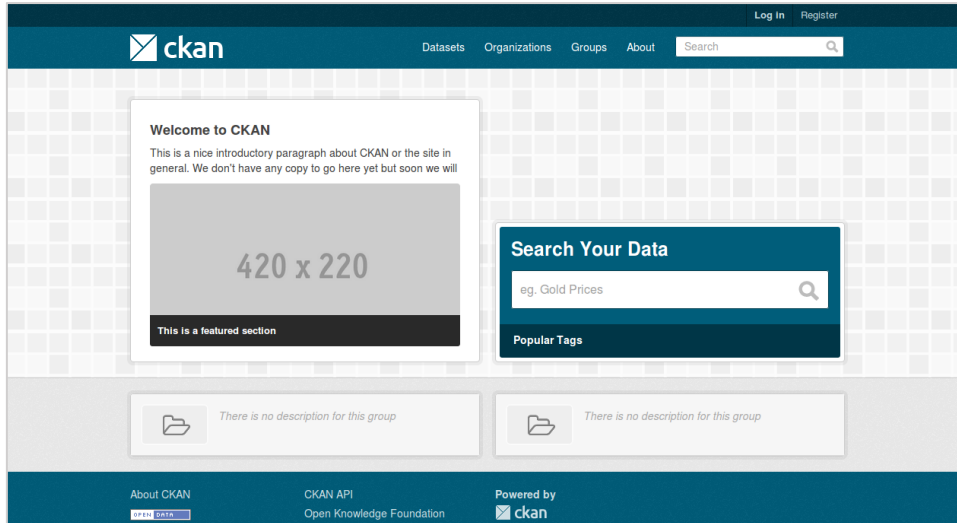 Log in Register
ckan
Datasets Organizations Groups About Search
Welcome to CKAN
This is a nice introductory paragraph about CKAN or the site in
general. We don't have any copy to go here yet but soon we will
420 x 220
This is a featured section
Search Your Data
eg. Gold Prices
Popular Tags
There is no description for this group
There is no description for this group
About CKAN
OPEN DATA
CKAN API
Open Knowledge Foundation
Powered by
ckan